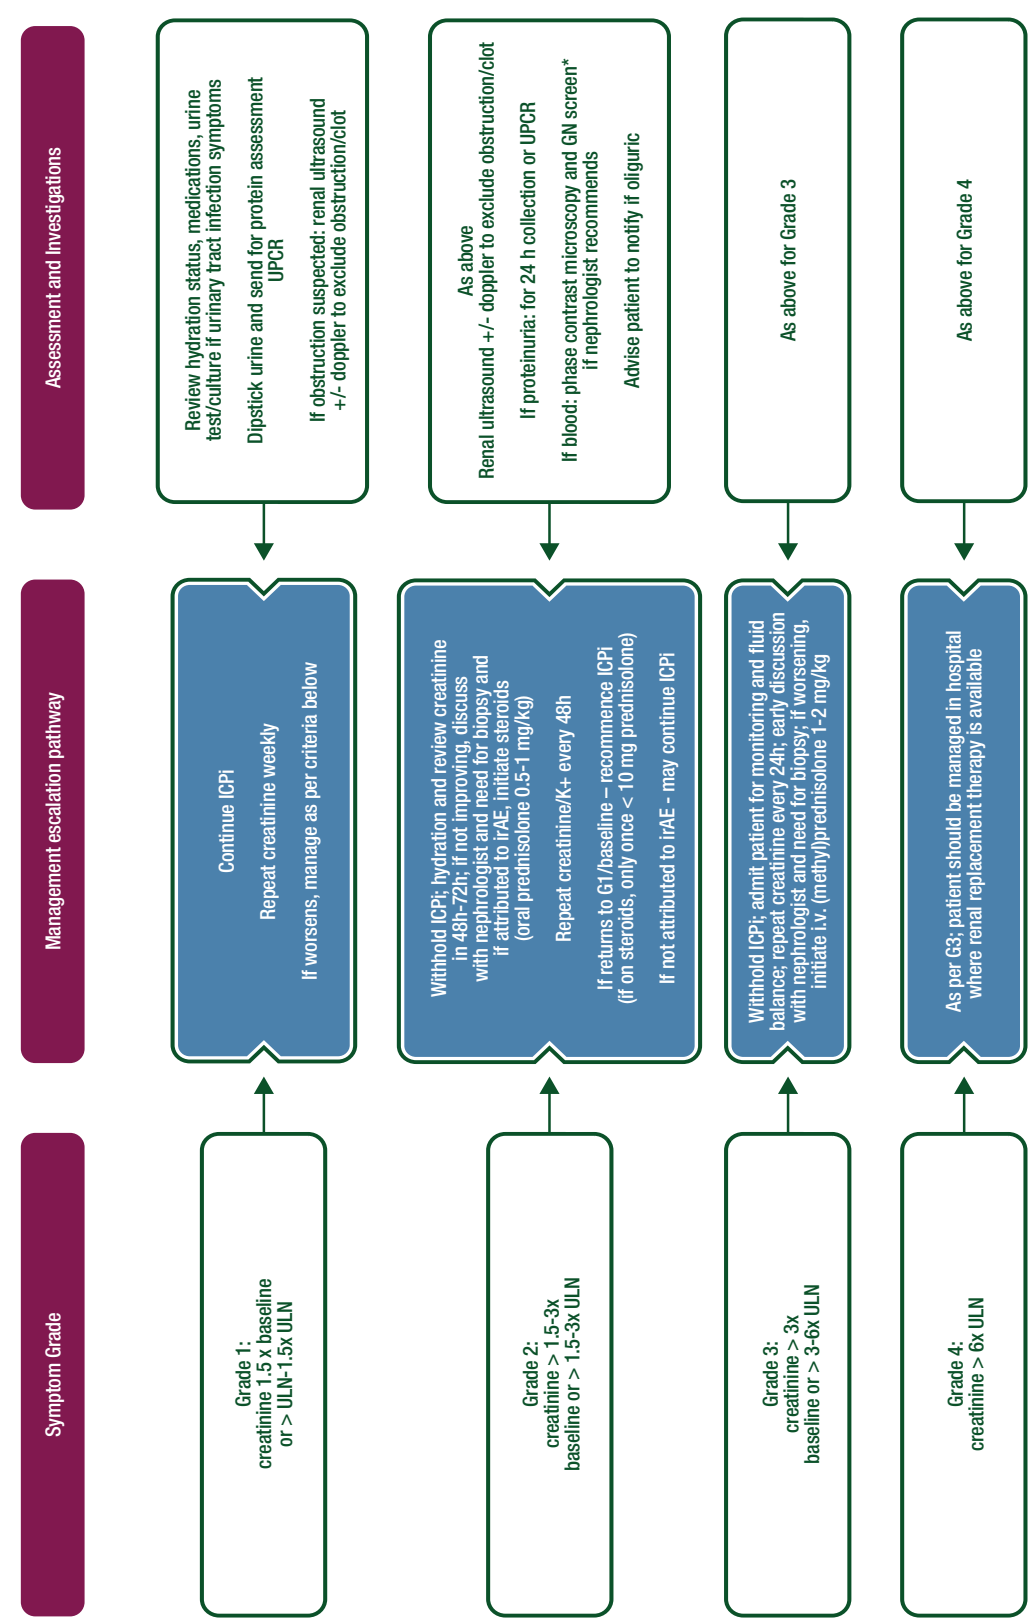 Symptom Grade
Management escalation pathway
Assessment and Investigations
Grade 1:
creatinine 1.5 x baseline
or > ULN-1.5x ULN
Continue ICPi
Repeat creatinine weekly
If worsens, manage as per criteria below
Review hydration status, medications, urine
test/culture if urinary tract infection symptoms
Dipstick urine and send for protein assessment
UPCR
If obstruction suspected: renal ultrasound
+/- doppler to exclude obstruction/clot
Grade 2:
creatinine > 1.5-3x
baseline or > 1.5-3x ULN
Withhold ICPi; hydration and review creatinine
in 48h-72h; if not improving, discuss
with nephrologist and need for biopsy and
if attributed to irAE, initiate steroids
(oral prednisolone 0.5-1 mg/kg)
Repeat creatinine/K+ every 48h
If returns to G1/baseline – recommence ICPi
(if on steroids, only once < 10 mg prednisolone)
If not attributed to irAE - may continue ICPi
As above
Renal ultrasound +/- doppler to exclude obstruction/clot
If proteinuria: for 24 h collection or UPCR
If blood: phase contrast microscopy and GN screen*
if nephrologist recommends
Advise patient to notify if oliguric
Grade 3:
creatinine > 3x
baseline or > 3-6x ULN
Withhold ICPi; admit patient for monitoring and fluid
balance; repeat creatinine every 24h; early discussion
with nephrologist and need for biopsy; if worsening,
initiate i.v. (methyl)prednisolone 1-2 mg/kg
As above for Grade 3
Grade 4:
creatinine > 6x ULN
As per G3; patient should be managed in hospital
where renal replacement therapy is available
As above for Grade 4